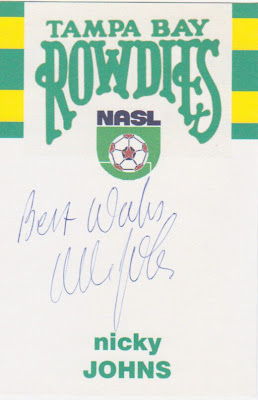 TAMPA BAY
ROWDIES
NASL
Best Wishes
nicky
JOHNS